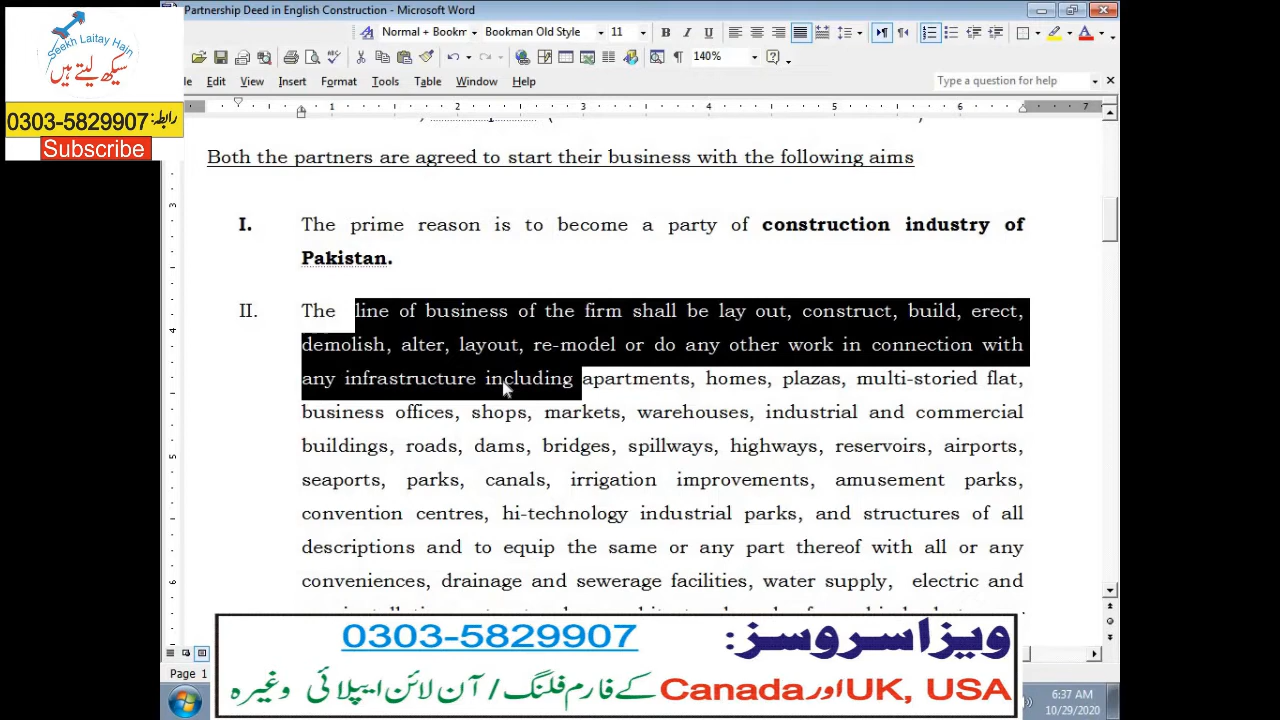 Partnership Deed in English Construction - Microsoft Word
Seekh Laitay Hain
سیکھ لیتے ہیں
Normal + Bookr Bookman Old Style 11 B I U
140%
Edit View Insert Format Tools Table Window Help Type a question for help
رابطہ: 0303-5829907
Subscribe
1 2 3 4 5 6 7
Both the partners are agreed to start their business with the following aims
I. The prime reason is to become a party of construction industry of
Pakistan.
II. The line of business of the firm shall be lay out, construct, build, erect,
demolish, alter, layout, re-model or do any other work in connection with
any infrastructure including apartments, homes, plazas, multi-storied flat,
business offices, shops, markets, warehouses, industrial and commercial
buildings, roads, dams, bridges, spillways, highways, reservoirs, airports,
seaports, parks, canals, irrigation improvements, amusement parks,
convention centres, hi-technology industrial parks, and structures of all
descriptions and to equip the same or any part thereof with all or any
conveniences, drainage and sewerage facilities, water supply, electric and
ویزا سروسز: 0303-5829907
UK, USA اور Canada کے فارم فلنگ / آن لائن ایپلائی وغیرہ
Page 1
6:37 AM
10/29/2020